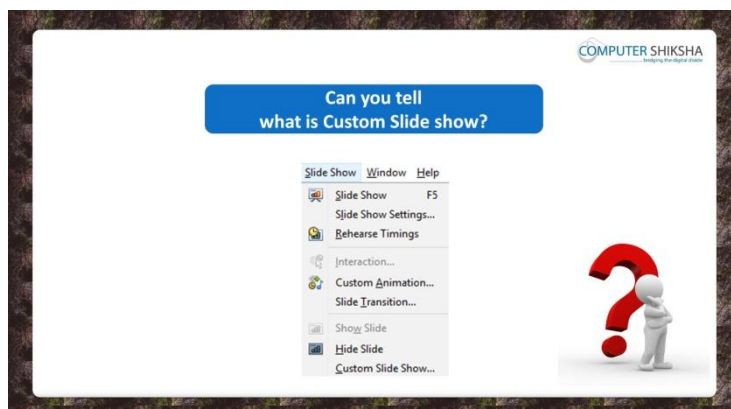 COMPUTER SHIKSHA
bridging the digital divide
Can you tell
what is Custom Slide show?
Slide Show Window Help
Slide Show F5
Slide Show Settings...
Rehearse Timings
Interaction...
Custom Animation...
Slide Transition...
Show Slide
Hide Slide
Custom Slide Show...